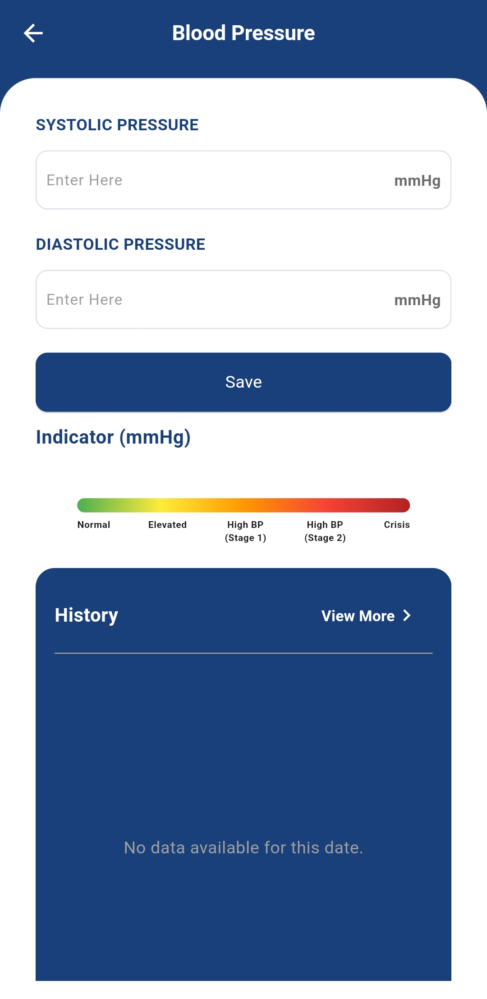 Blood Pressure
SYSTOLIC PRESSURE
Enter Here mmHg
DIASTOLIC PRESSURE
Enter Here mmHg
Save
Indicator (mmHg)
Normal Elevated High BP (Stage 1) High BP (Stage 2) Crisis
History View More
No data available for this date.